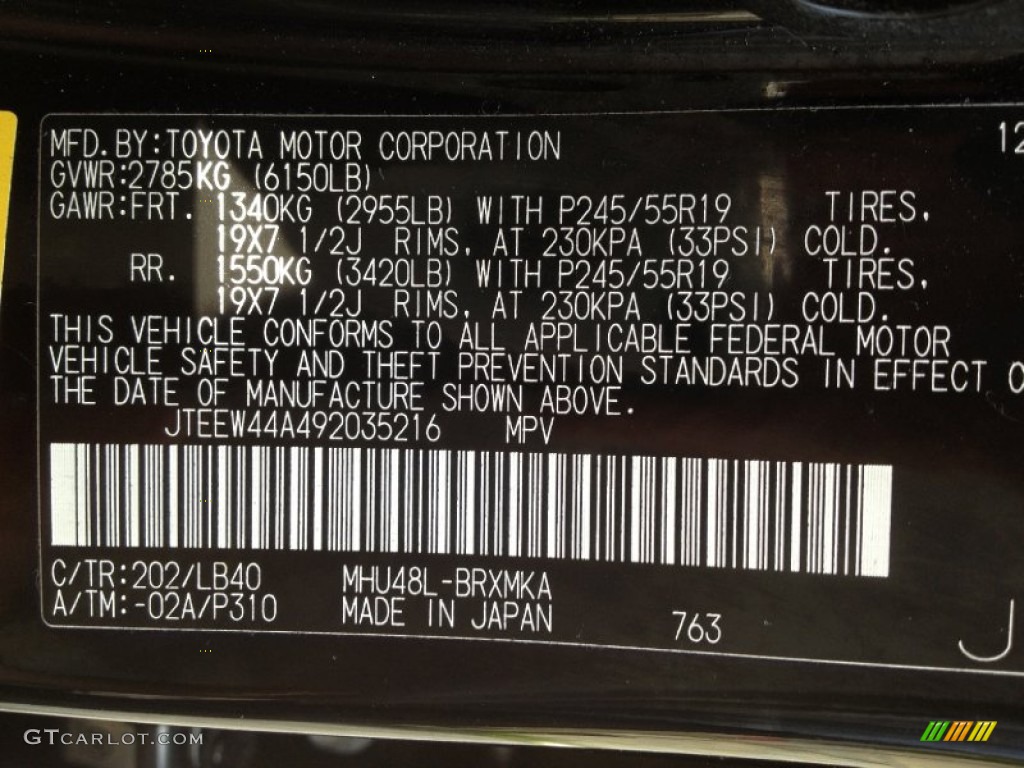 12
MFD. BY: TOYOTA MOTOR CORPORATION
GVWR: 2785KG (6150LB)
GAWR: FRT. 1340KG (2955LB) WITH P245/55R19 TIRES,
19X7 1/2J RIMS, AT 230KPA (33PSI) COLD.
RR. 1550KG (3420LB) WITH P245/55R19 TIRES,
19X7 1/2J RIMS, AT 230KPA (33PSI) COLD.
THIS VEHICLE CONFORMS TO ALL APPLICABLE FEDERAL MOTOR
VEHICLE SAFETY AND THEFT PREVENTION STANDARDS IN EFFECT
THE DATE OF MANUFACTURE SHOWN ABOVE.
JTEEW44A492035216 MPV
C/TR: 202/LB40 MHU48L-BRXMKA
A/TM: -02A/P310 MADE IN JAPAN 763
J
GTCARLOT.COM